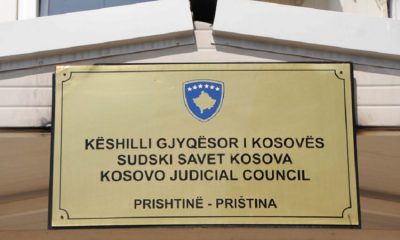 KËSHILLI GJYQËSOR I KOSOVËS
SUDSKI SAVET KOSOVA
KOSOVO JUDICIAL COUNCIL
PRISHTINË - PRIŠTINA